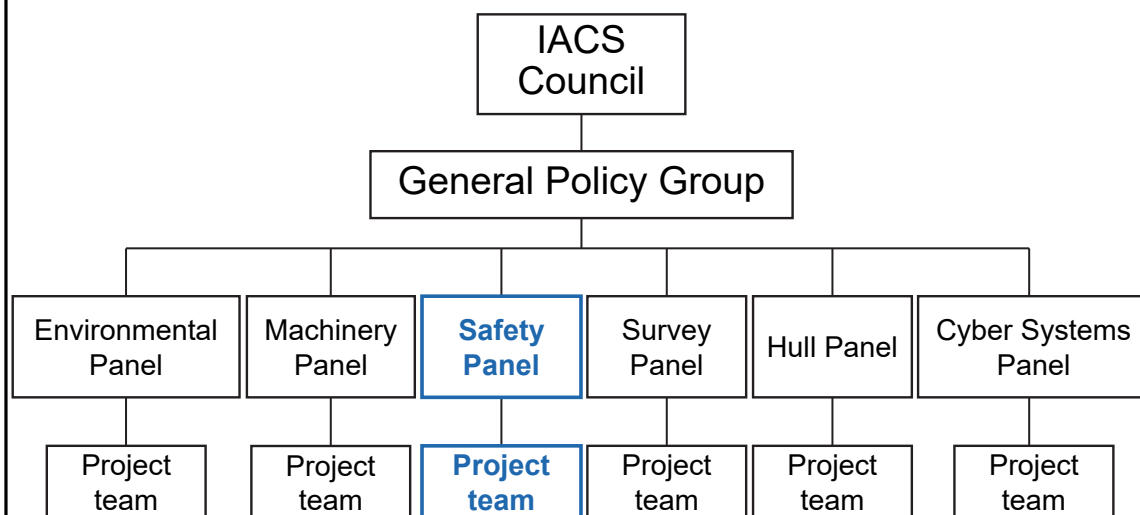 IACS
Council
General Policy Group
Environmental
Panel
Machinery
Panel
Safety
Panel
Survey
Panel
Hull Panel
Cyber Systems
Panel
Project
team
Project
team
Project
team
Project
team
Project
team
Project
team